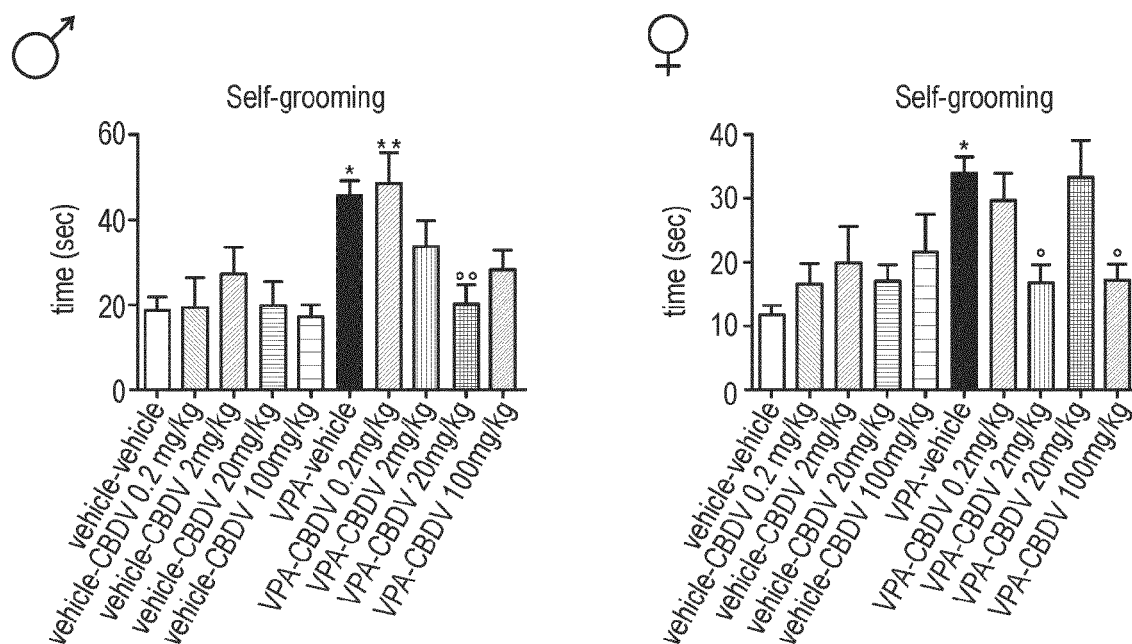 Self-grooming
time (sec)
60
40
20
0
* ** °°
vehicle-vehicle
vehicle-CBDV 0.2 mg/kg
vehicle-CBDV 2mg/kg
vehicle-CBDV 20mg/kg
vehicle-CBDV 100mg/kg
VPA-vehicle
VPA-CBDV 0.2mg/kg
VPA-CBDV 2mg/kg
VPA-CBDV 20mg/kg
VPA-CBDV 100mg/kg
Self-grooming
time (sec)
40
30
20
10
0
* ° °
vehicle-vehicle
vehicle-CBDV 0.2 mg/kg
vehicle-CBDV 2mg/kg
vehicle-CBDV 20mg/kg
vehicle-CBDV 100mg/kg
VPA-vehicle
VPA-CBDV 0.2mg/kg
VPA-CBDV 2mg/kg
VPA-CBDV 20mg/kg
VPA-CBDV 100mg/kg